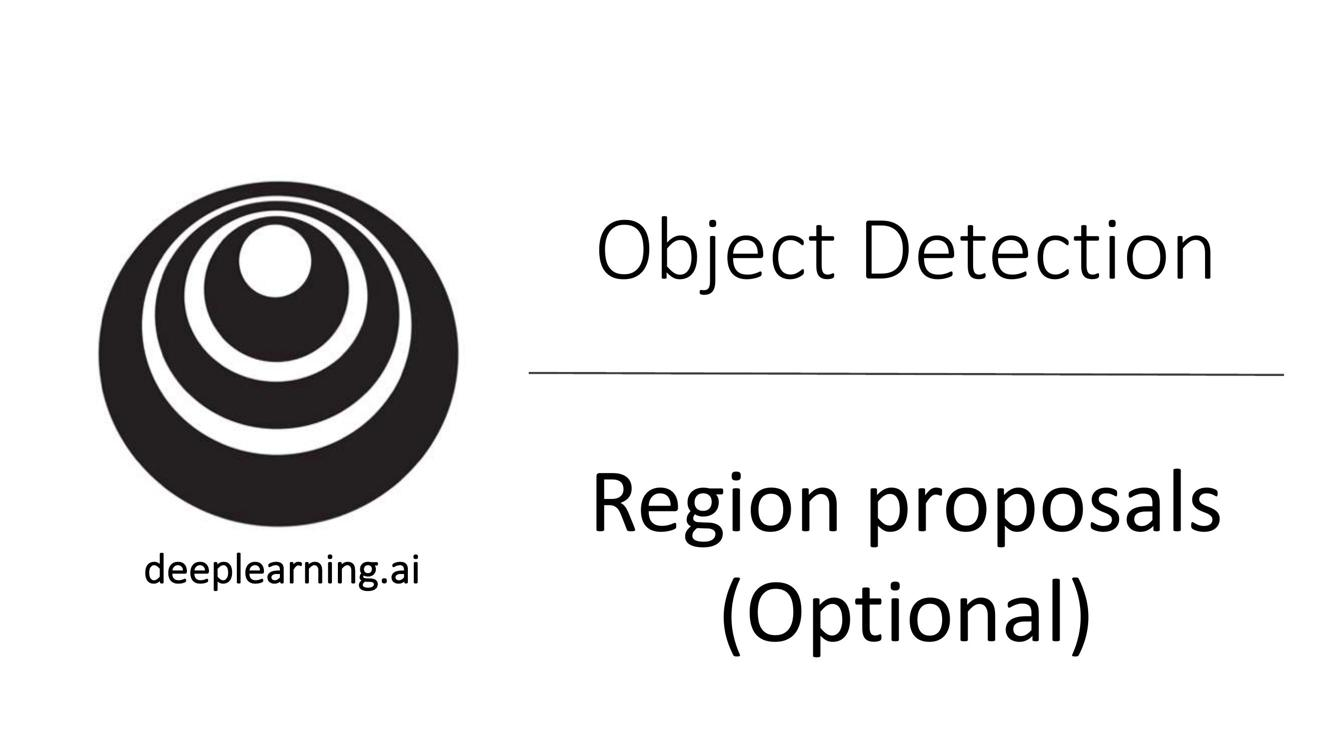 deeplearning.ai
Object Detection
Region proposals
(Optional)